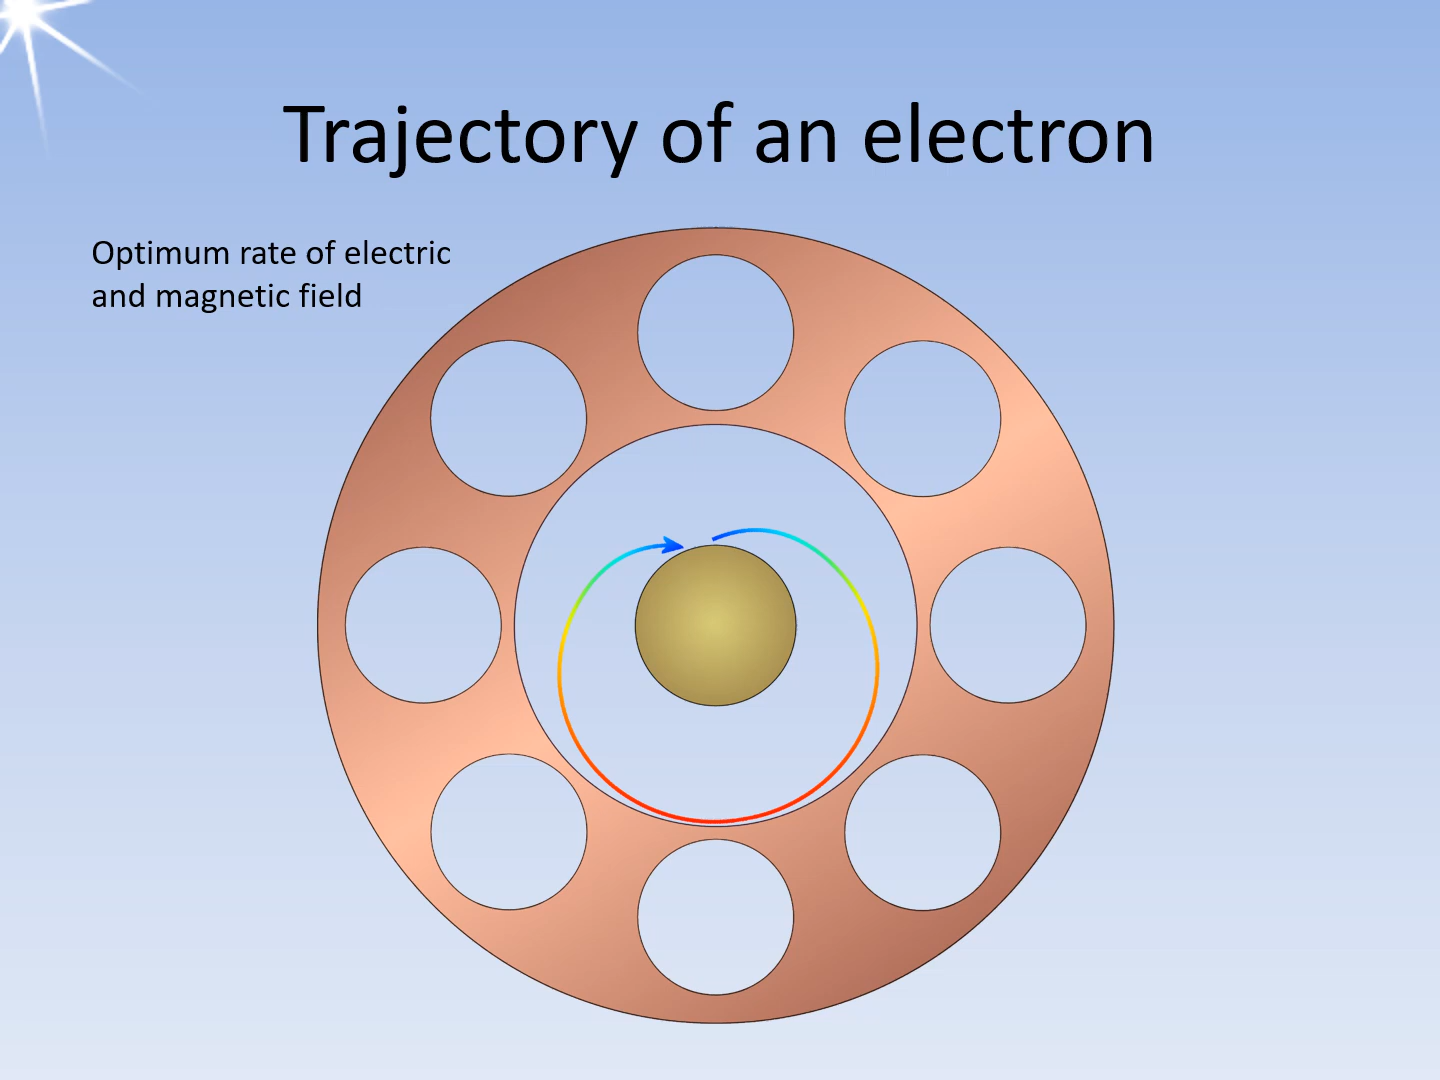 Trajectory of an electron
Optimum rate of electric
and magnetic field